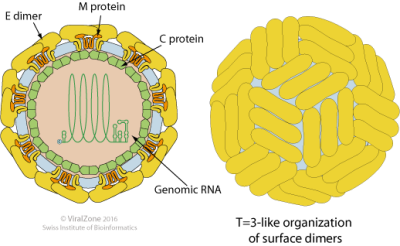 E dimer
M protein
C protein
Genomic RNA
© ViralZone 2016
Swiss Institute of Bioinformatics
T=3-like organization
of surface dimers